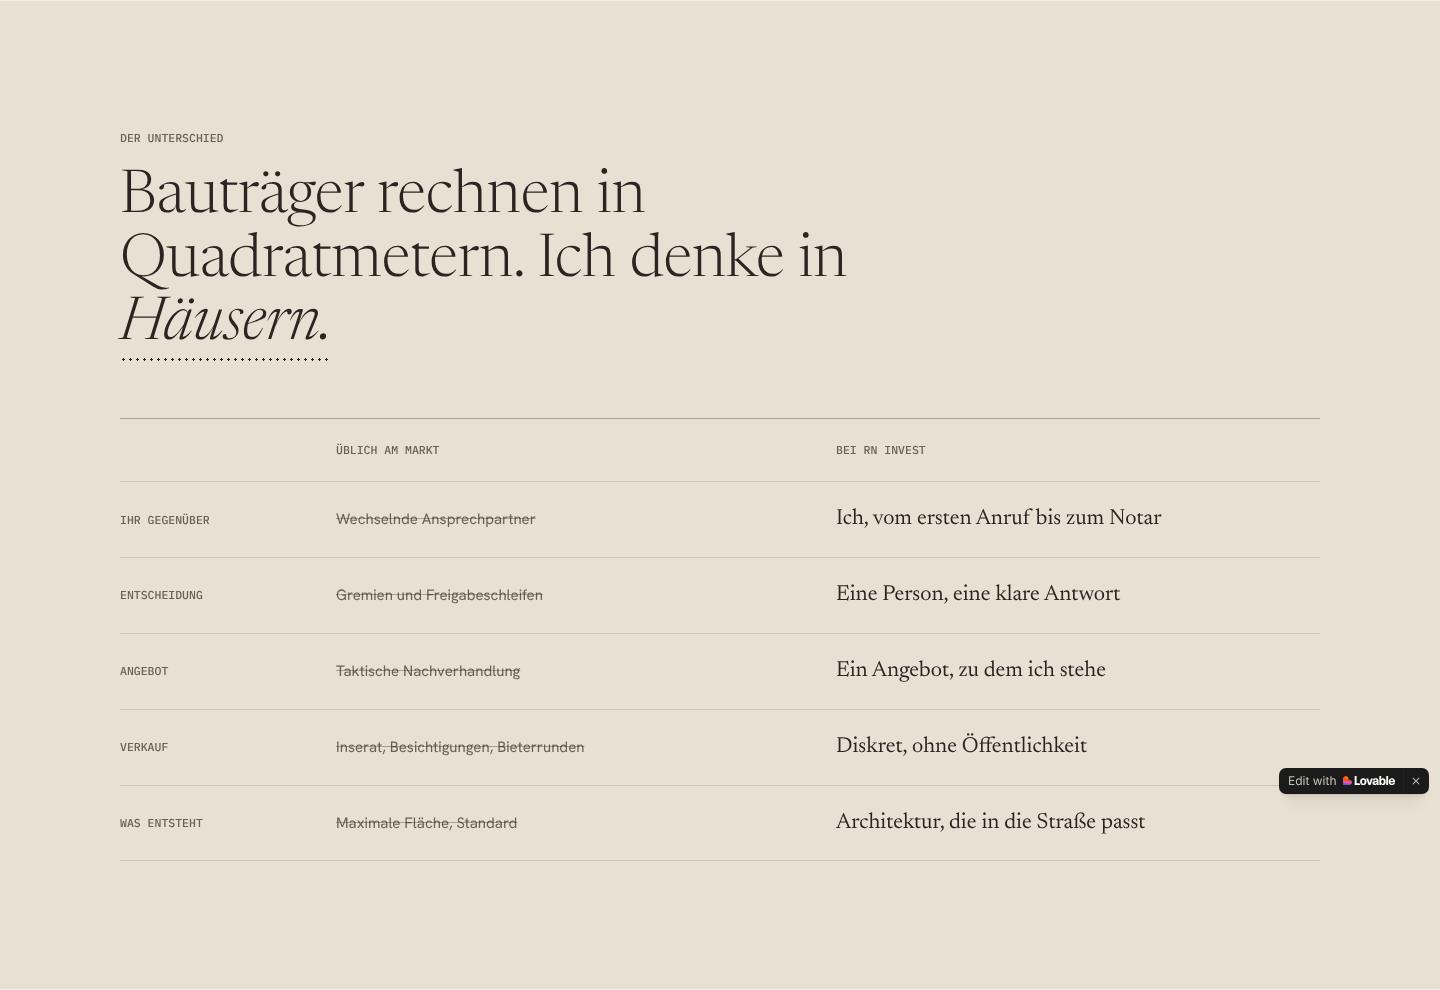 DER UNTERSCHIED
Bauträger rechnen in
Quadratmetern. Ich denke in
Häusern.
ÜBLICH AM MARKT BEI RN INVEST
IHR GEGENÜBER Wechselnde Ansprechpartner Ich, vom ersten Anruf bis zum Notar
ENTSCHEIDUNG Gremien und Freigabeschleifen Eine Person, eine klare Antwort
ANGEBOT Taktische Nachverhandlung Ein Angebot, zu dem ich stehe
VERKAUF Inserat, Besichtigungen, Bieterrunden Diskret, ohne Öffentlichkeit
Edit with Lovable ×
WAS ENTSTEHT Maximale Fläche, Standard Architektur, die in die Straße passt